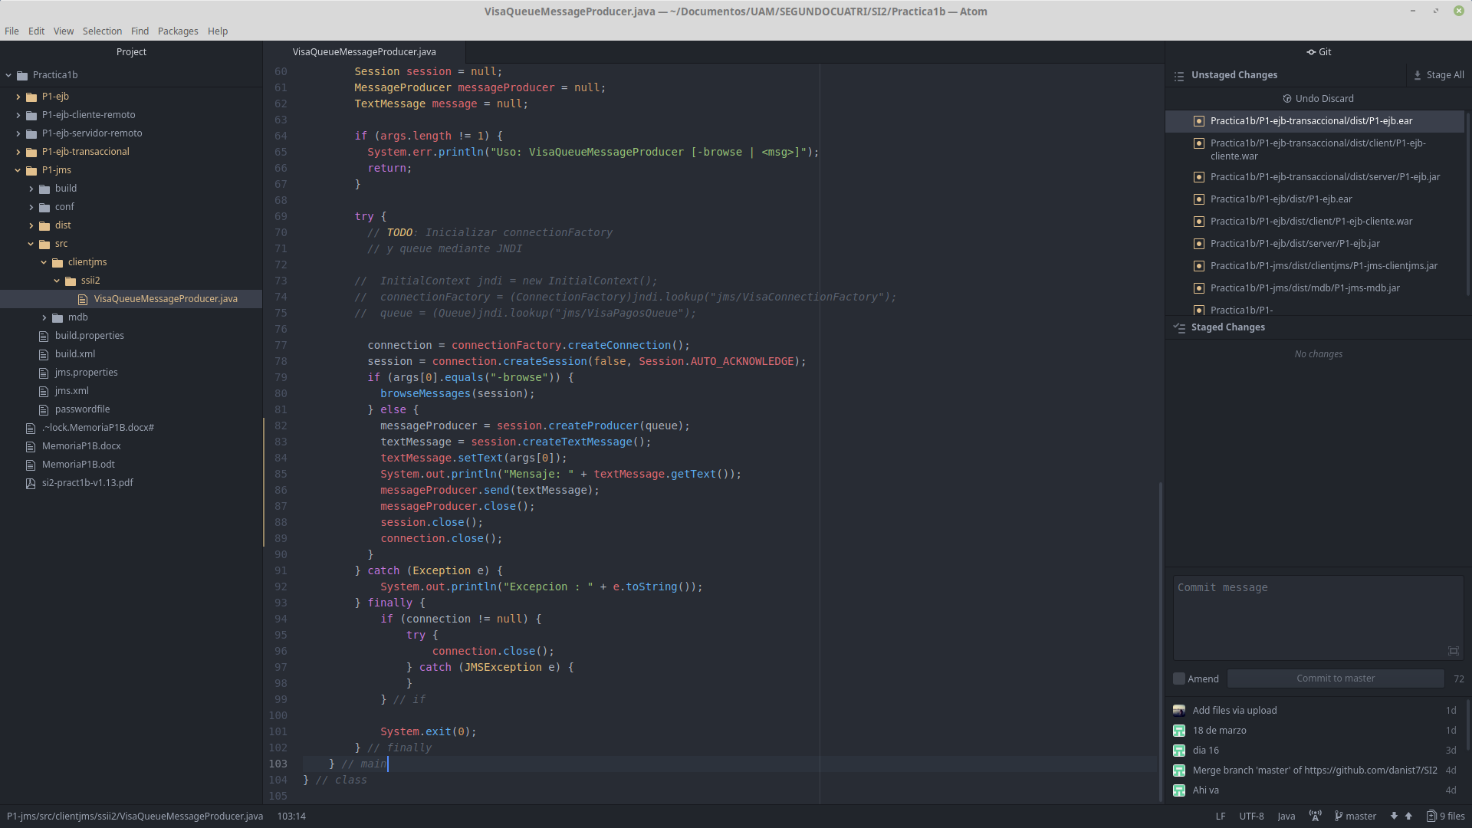 VisaQueueMessageProducer.java — ~/Documentos/UAM/SEGUNDOCUATRI/SI2/Practica1b — Atom
File Edit View Selection Find Packages Help
Project
Practica1b
P1-ejb
P1-ejb-cliente-remoto
P1-ejb-servidor-remoto
P1-ejb-transaccional
P1-jms
build
conf
dist
src
clientjms
ssii2
VisaQueueMessageProducer.java
mdb
build.properties
build.xml
jms.properties
jms.xml
passwordfile
.~lock.MemoriaP1B.docx#
MemoriaP1B.docx
MemoriaP1B.odt
si2-pract1b-v1.13.pdf
VisaQueueMessageProducer.java
60 Session session = null;
61 MessageProducer messageProducer = null;
62 TextMessage message = null;
63
64 if (args.length != 1) {
65 System.err.println("Uso: VisaQueueMessageProducer [-browse | <msg>]");
66 return;
67 }
68
69 try {
70 // TODO: Inicializar connectionFactory
71 // y queue mediante JNDI
72
73 // InitialContext jndi = new InitialContext();
74 // connectionFactory = (ConnectionFactory)jndi.lookup("jms/VisaConnectionFactory");
75 // queue = (Queue)jndi.lookup("jms/VisaPagosQueue");
76
77 connection = connectionFactory.createConnection();
78 session = connection.createSession(false, Session.AUTO_ACKNOWLEDGE);
79 if (args[0].equals("-browse")) {
80 browseMessages(session);
81 } else {
82 messageProducer = session.createProducer(queue);
83 textMessage = session.createTextMessage();
84 textMessage.setText(args[0]);
85 System.out.println("Mensaje: " + textMessage.getText());
86 messageProducer.send(textMessage);
87 messageProducer.close();
88 session.close();
89 connection.close();
90 }
91 } catch (Exception e) {
92 System.out.println("Excepcion : " + e.toString());
93 } finally {
94 if (connection != null) {
95 try {
96 connection.close();
97 } catch (JMSException e) {
98 }
99 } // if
100
101 System.exit(0);
102 } // finally
103 } // main
104 } // class
105
Git
Unstaged Changes Stage All
Undo Discard
Practica1b/P1-ejb-transaccional/dist/P1-ejb.ear
Practica1b/P1-ejb-transaccional/dist/client/P1-ejb-
cliente.war
Practica1b/P1-ejb-transaccional/dist/server/P1-ejb.jar
Practica1b/P1-ejb/dist/P1-ejb.ear
Practica1b/P1-ejb/dist/client/P1-ejb-cliente.war
Practica1b/P1-ejb/dist/server/P1-ejb.jar
Practica1b/P1-jms/dist/clientjms/P1-jms-clientjms.jar
Practica1b/P1-jms/dist/mdb/P1-jms-mdb.jar
Practica1b/P1-
Staged Changes
No changes
Commit message
Amend Commit to master 72
Add files via upload 1d
18 de marzo 1d
dia 16 3d
Merge branch 'master' of https://github.com/danist7/SI2 4d
Ahi va 4d
P1-jms/src/clientjms/ssii2/VisaQueueMessageProducer.java 103:14 LF UTF-8 Java master 9 files